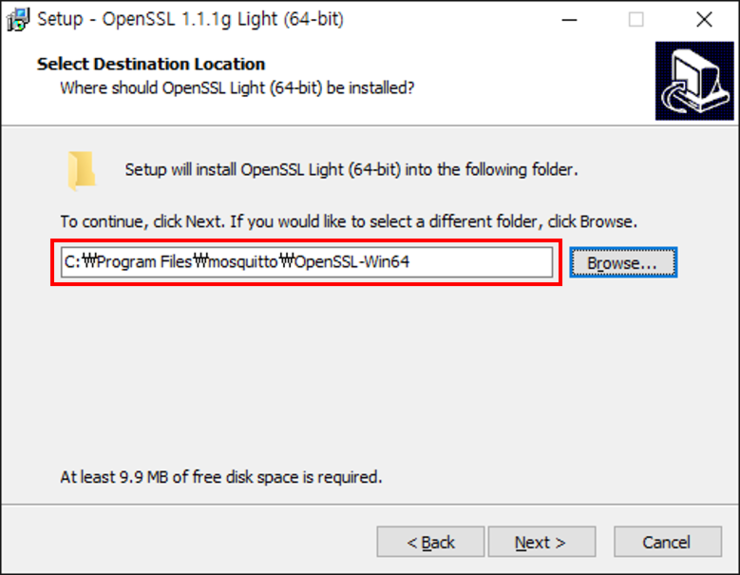 Setup - OpenSSL 1.1.1g Light (64-bit)
Select Destination Location
Where should OpenSSL Light (64-bit) be installed?
Setup will install OpenSSL Light (64-bit) into the following folder.
To continue, click Next. If you would like to select a different folder, click Browse.
C:₩Program Files₩mosquitto₩OpenSSL-Win64
Browse...
At least 9.9 MB of free disk space is required.
< Back
Next >
Cancel